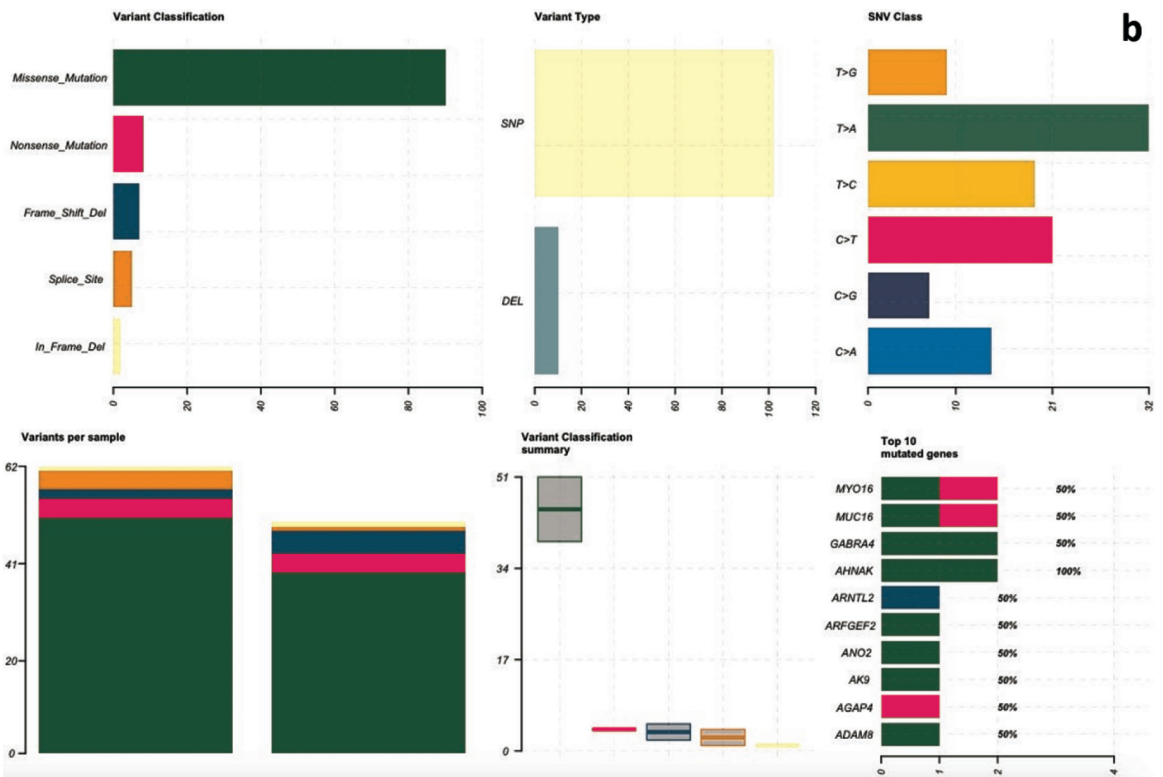 Variant Classification
Missense_Mutation
Nonsense_Mutation
Frame_Shift_Del
Splice_Site
In_Frame_Del
0
20
40
60
80
100
Variant Type
SNP
DEL
0
20
40
60
80
100
120
SNV Class
b
T>G
T>A
T>C
C>T
C>G
C>A
0
10
21
32
Variants per sample
62
41
20
0
Variant Classification
summary
51
34
17
0
Top 10
mutated genes
MYO16 50%
MUC16 50%
GABRA4 50%
AHNAK 100%
ARNTL2 50%
ARFGEF2 50%
ANO2 50%
AK9 50%
AGAP4 50%
ADAM8 50%
0
1
2
4